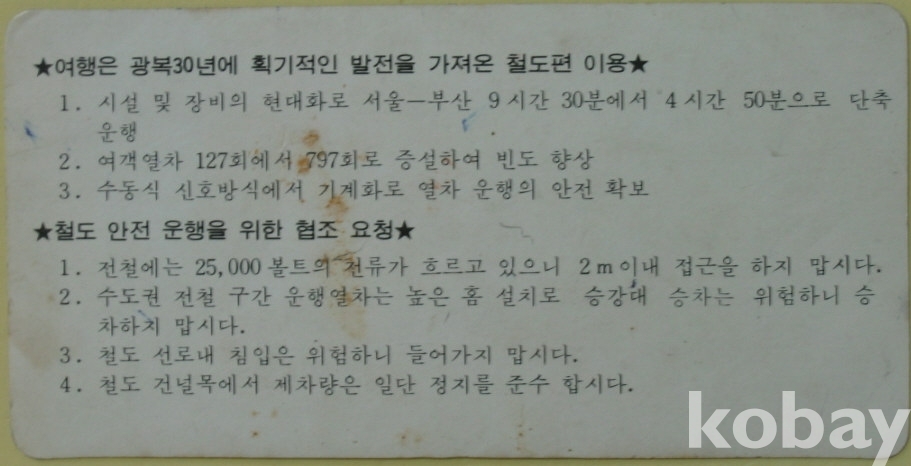 ★여행은 광복30년에 획기적인 발전을 가져온 철도편 이용★
1. 시설 및 장비의 현대화로 서울—부산 9시간 30분에서 4시간 50분으로 단축
운행
2. 여객열차 127회에서 797회로 증설하여 빈도 향상
3. 수동식 신호방식에서 기계화로 열차 운행의 안전 확보
★철도 안전 운행을 위한 협조 요청★
1. 전철에는 25,000볼트의 전류가 흐르고 있으니 2m이내 접근을 하지 맙시다.
2. 수도권 전철 구간 운행열차는 높은 홈 설치로 승강대 승차는 위험하니 승
차하지 맙시다.
3. 철도 선로내 침입은 위험하니 들어가지 맙시다.
4. 철도 건널목에서 제차량은 일단 정지를 준수 합시다.
kobay